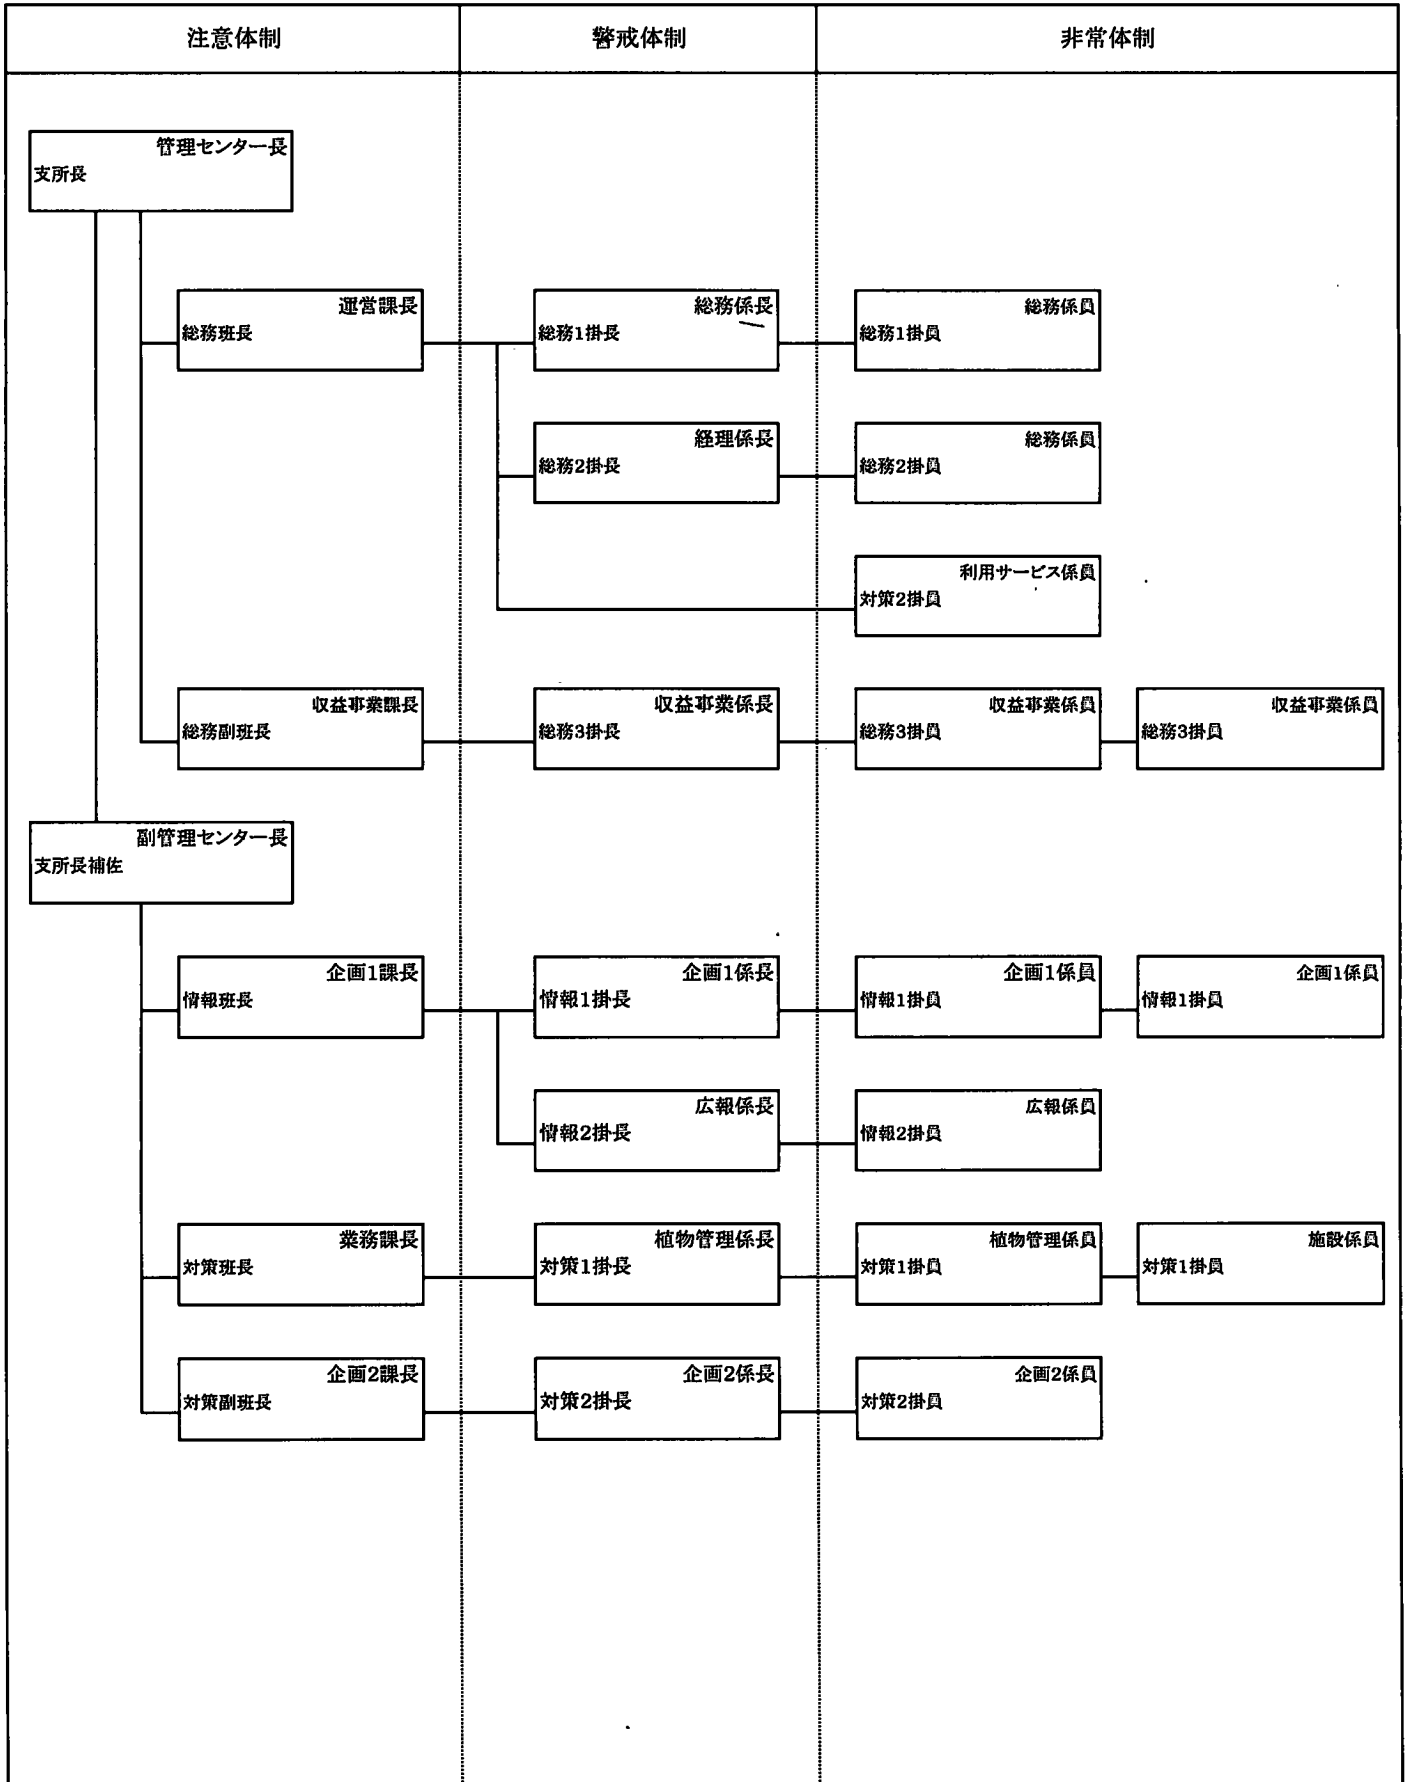 注意体制
警戒体制
非常体制
管理センター長
支所長
運営課長
総務班長
総務係長
総務1掛長
総務係員
総務1掛員
経理係長
総務2掛長
総務係員
総務2掛員
利用サービス係員
対策2掛員
収益事業課長
総務副班長
収益事業係長
総務3掛長
収益事業係員
総務3掛員
収益事業係員
総務3掛員
副管理センター長
支所長補佐
企画1課長
情報班長
企画1係長
情報1掛長
企画1係員
情報1掛員
企画1係員
情報1掛員
広報係長
情報2掛長
広報係員
情報2掛員
業務課長
対策班長
植物管理係長
対策1掛長
植物管理係員
対策1掛員
施設係員
対策1掛員
企画2課長
対策副班長
企画2係長
対策2掛長
企画2係員
対策2掛員